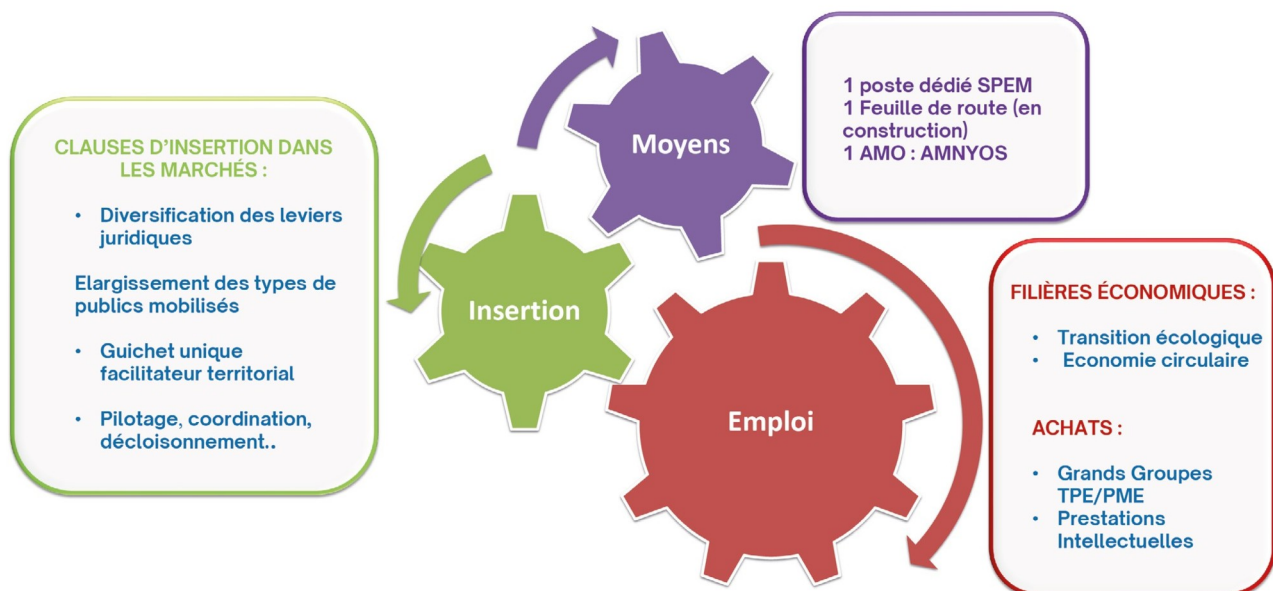 CLAUSES D’INSERTION DANS
LES MARCHÉS :
• Diversification des leviers
juridiques
Elargissement des types de
publics mobilisés
• Guichet unique
facilitateur territorial
• Pilotage, coordination,
décloisonnement..
Insertion
Moyens
1 poste dédié SPEM
1 Feuille de route (en
construction)
1 AMO : AMNYOS
Emploi
FILIÈRES ÉCONOMIQUES :
• Transition écologique
• Economie circulaire
ACHATS :
• Grands Groupes
TPE/PME
• Prestations
Intellectuelles